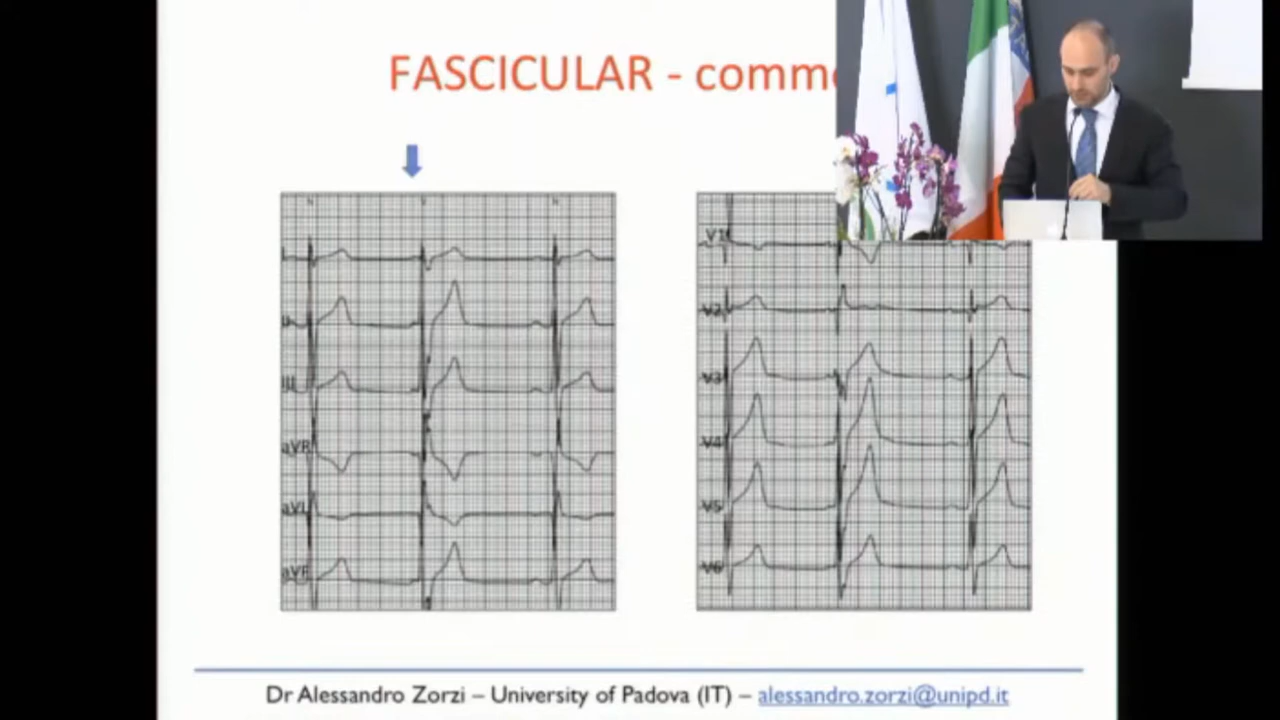 FASCICULAR - comm
N
V
N
I
II
III
aVR
aVL
aVF
V1
V2
V3
V4
V5
V6
Dr Alessandro Zorzi – University of Padova (IT) – alessandro.zorzi@unipd.it